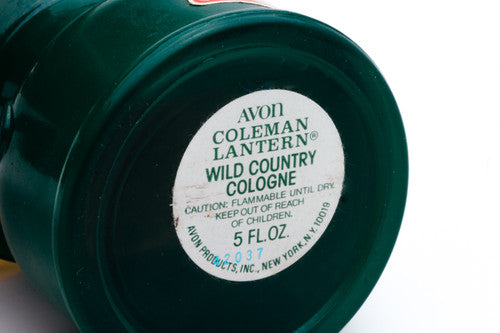 AVON
COLEMAN
LANTERN®
WILD COUNTRY
COLOGNE
CAUTION: FLAMMABLE UNTIL DRY.
KEEP OUT OF REACH
OF CHILDREN.
5 FL.OZ.
AVON PRODUCTS, INC., NEW YORK, N.Y. 10019
2037